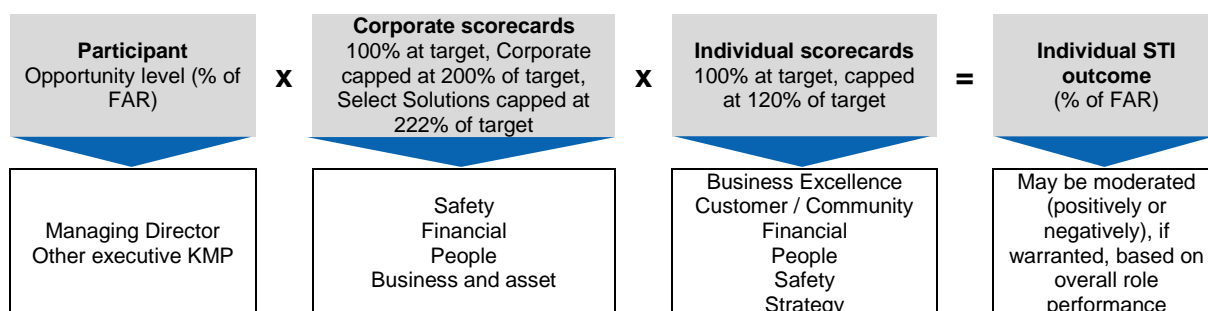 Participant
Opportunity level (% of
FAR)
x
Corporate scorecards
100% at target, Corporate
capped at 200% of target,
Select Solutions capped at
222% of target
x
Individual scorecards
100% at target, capped
at 120% of target
=
Individual STI
outcome
(% of FAR)
Managing Director
Other executive KMP
Safety
Financial
People
Business and asset
Business Excellence
Customer / Community
Financial
People
Safety
Strategy
May be moderated
(positively or
negatively), if
warranted, based on
overall role
performance